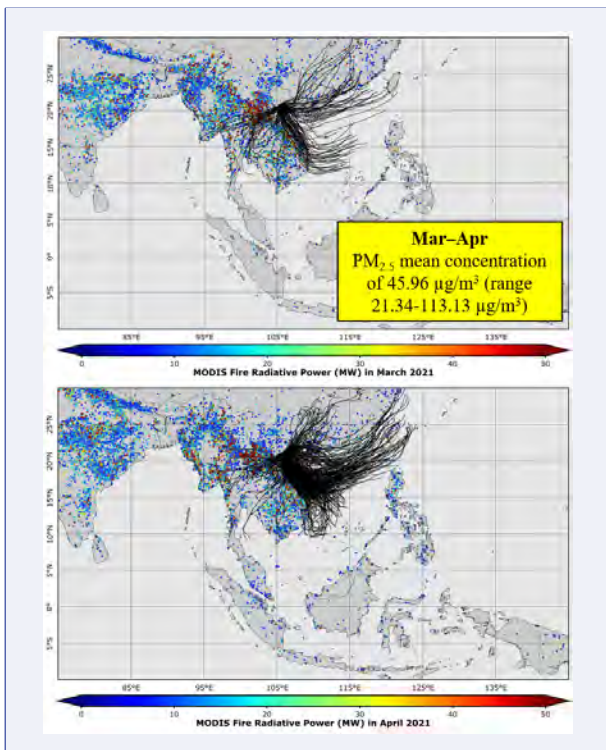 25°N
20°N
15°N
10°N
5°N
0°
5°S
Mar–Apr
PM2.5 mean concentration
of 45.96 µg/m³ (range
21.34-113.13 µg/m³)
85°E 95°E 105°E 115°E 125°E 135°E
0 10 20 30 40 50
MODIS Fire Radiative Power (MW) in March 2021
25°N
20°N
15°N
10°N
5°N
0°
5°S
85°E 95°E 105°E 115°E 125°E 135°E
0 10 20 30 40 50
MODIS Fire Radiative Power (MW) in April 2021